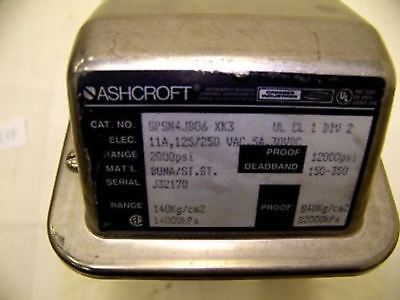 ASHCROFT
CAT. NO. GPSN4JB06 XK3 UL CL 1 DIV 2
ELEC. 11A,125/250 VAC.5A 30VDC
RANGE 2000psi PROOF 12000psi
MAT'L. BUNA/ST.ST. DEADBAND 150-350
SERIAL J32170
RANGE 140Kg/cm2 PROOF 840Kg/cm2
14000kPa 82000kPa